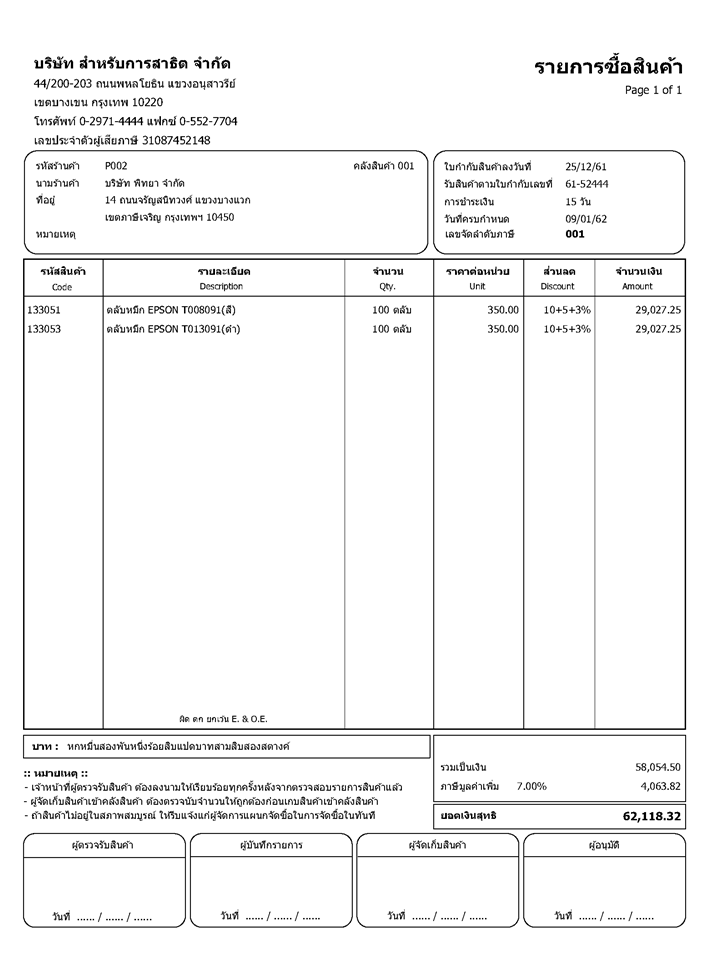 บริษัท สำหรับการสาธิต จำกัด
รายการซื้อสินค้า
44/200-203 ถนนพหลโยธิน แขวงอนุสาวรีย์
Page 1 of 1
เขตบางเขน กรุงเทพ 10220
โทรศัพท์ 0-2971-4444 แฟกซ์ 0-552-7704
เลขประจำตัวผู้เสียภาษี 31087452148
รหัสร้านค้า P002 คลังสินค้า 001
นามร้านค้า บริษัท พิทยา จำกัด
ที่อยู่ 14 ถนนจรัญสนิทวงศ์ แขวงบางแวก
เขตภาษีเจริญ กรุงเทพฯ 10450
หมายเหตุ
ใบกำกับสินค้าลงวันที่ 25/12/61
รับสินค้าตามใบกำกับเลขที่ 61-52444
การชำระเงิน 15 วัน
วันที่ครบกำหนด 09/01/62
เลขจัดลำดับภาษี 001
รหัสสินค้า รายละเอียด จำนวน ราคาต่อหน่วย ส่วนลด จำนวนเงิน
Code Description Qty. Unit Discount Amount
133051 ตลับหมึก EPSON T008091(สี) 100 ตลับ 350.00 10+5+3% 29,027.25
133053 ตลับหมึก EPSON T013091(ดำ) 100 ตลับ 350.00 10+5+3% 29,027.25
ผิด ตก ยกเว้น E. & O.E.
บาท : หกหมื่นสองพันหนึ่งร้อยสิบแปดบาทสามสิบสองสตางค์
รวมเป็นเงิน 58,054.50
ภาษีมูลค่าเพิ่ม 7.00% 4,063.82
ยอดเงินสุทธิ 62,118.32
:: หมายเหตุ ::
- เจ้าหน้าที่ผู้ตรวจรับสินค้า ต้องลงนามให้เรียบร้อยทุกครั้งหลังจากตรวจสอบรายการสินค้าแล้ว
- ผู้จัดเก็บสินค้าเข้าคลังสินค้า ต้องตรวจนับจำนวนให้ถูกต้องก่อนเกบสินค้าเข้าคลังสินค้า
- ถ้าสินค้าไม่อยู่ในสภาพสมบูรณ์ ให้รีบแจ้งแก่ผู้จัดการแผนกจัดซื้อในการจัดซื้อในทันที
ผู้ตรวจรับสินค้า ผู้บันทึกรายการ ผู้จัดเก็บสินค้า ผู้อนุมัติ
วันที่ ...... / ...... / ...... วันที่ ...... / ...... / ...... วันที่ ...... / ...... / ...... วันที่ ...... / ...... / ......